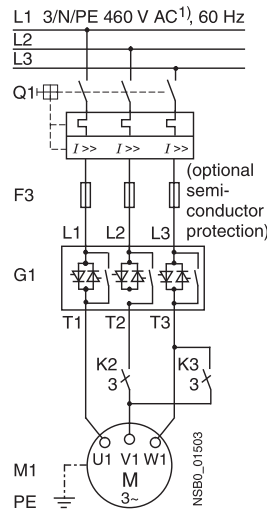 L1 3/N/PE 460 V AC1), 60 Hz
L2
L3
Q1
I >> I >> I >>
F3
(optional
semi-
conductor
protection)
L1 L2 L3
G1
T1 T2 T3
K2
3
K3
3
U1 V1 W1
M
3~
M1
PE
NSB0_01503